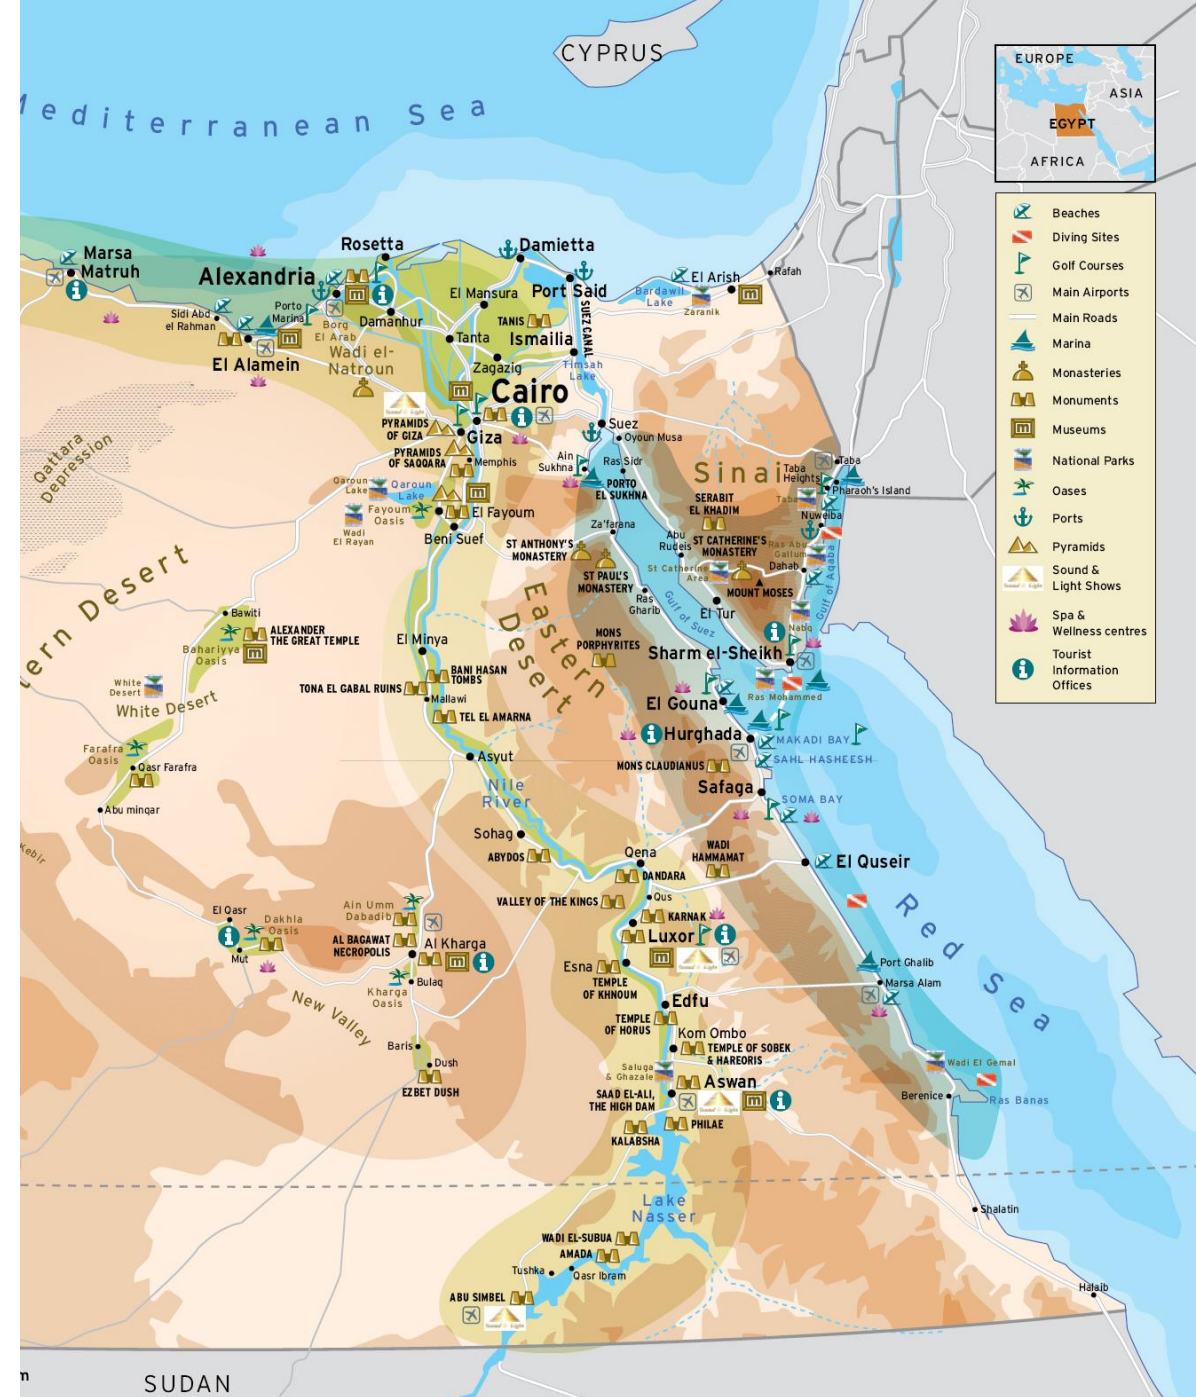 CYPRUS
Mediterranean Sea
EUROPE
ASIA
EGYPT
AFRICA
Beaches
Diving Sites
Golf Courses
Main Airports
Main Roads
Marina
Monasteries
Monuments
Museums
National Parks
Oases
Ports
Pyramids
Sound &
Light Shows
Spa &
Wellness centres
Tourist
Information
Offices
Marsa
Matruh
Alexandria
Rosetta
Damietta
Port Said
El Arish
Rafah
Bardawil
Lake
Zaranik
Sidi Abd
el Rahman
Porto
Marina
Borg
El Arab
Damanhur
El Mansura
TANIS
SUEZ CANAL
El Alamein
Wadi el-
Natroun
Tanta
Ismailia
Zagazig
Timsah
Lake
Cairo
PYRAMIDS
OF GIZA
Giza
Suez
Oyoun Musa
Qattara
Depression
PYRAMIDS
OF SAQQARA
Memphis
Ain
Sukhna
Ras Sidr
PORTO
EL SUKHNA
Sinai
Taba
Taba
Heights
Pharaoh's Island
Taba
Nuweiba
Qaroun
Lake
Qaroun
Lake
Fayoum
Oasis
El Fayoum
Wadi
El Rayan
Beni Suef
SERABIT
EL KHADIM
Za'farana
Abu
Rudeis
ST CATHERINE'S
MONASTERY
Ras Abu
Gallum
Dahab
St Catherine
Area
MOUNT MOSES
Gulf of Aqaba
ST ANTHONY'S
MONASTERY
ST PAUL'S
MONASTERY
Ras
Gharib
Gulf of Suez
El Tur
Nabq
tern Desert
Eastern
Desert
Bawiti
ALEXANDER
THE GREAT TEMPLE
Bahariyya
Oasis
El Minya
MONS
PORPHYRITES
Sharm el-Sheikh
Ras Mohammed
White
Desert
White Desert
BANI HASAN
TOMBS
TONA EL GABAL RUINS
Mallawi
TEL EL AMARNA
El Gouna
Hurghada
MAKADI BAY
SAHL HASHEESH
Farafra
Oasis
Qasr Farafra
Asyut
MONS CLAUDIANUS
Abu minqar
Nile
River
Safaga
SOMA BAY
Kebir
Sohag
ABYDOS
Qena
DANDARA
WADI
HAMMAMAT
El Quseir
VALLEY OF THE KINGS
Qus
KARNAK
Luxor
Red Sea
El Qasr
Dakhla
Oasis
Mut
Ain Umm
Dabadib
AL BAGAWAT
NECROPOLIS
Al Kharga
Kharga
Oasis
Bulaq
New Valley
Esna
TEMPLE
OF KHNOUM
Port Ghalib
Marsa Alam
Edfu
TEMPLE
OF HORUS
Kom Ombo
TEMPLE OF SOBEK
& HAREORIS
Baris
Dush
EZBET DUSH
Saluga
& Ghazale
Aswan
SAAD EL-ALI,
THE HIGH DAM
Wadi El Gemal
Berenice
Ras Banas
KALABSHA
PHILAE
Lake
Nasser
Shalatin
WADI EL-SUBUA
AMADA
Tushka
Qasr Ibram
ABU SIMBEL
Halaib
SUDAN
m